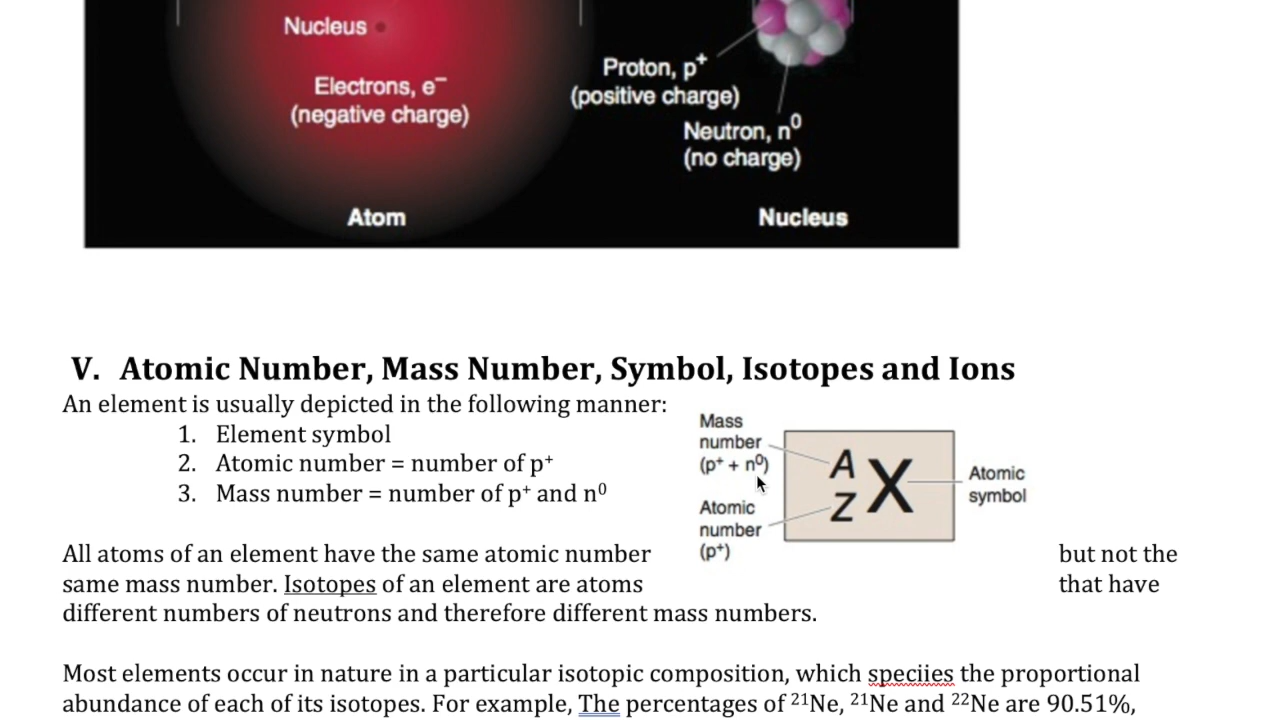 Nucleus
Electrons, e⁻
(negative charge)
Atom
Proton, p⁺
(positive charge)
Neutron, n⁰
(no charge)
Nucleus
V. Atomic Number, Mass Number, Symbol, Isotopes and Ions
An element is usually depicted in the following manner:
1. Element symbol
2. Atomic number = number of p⁺
3. Mass number = number of p⁺ and n⁰
Mass
number
(p⁺ + n⁰)
Atomic
number
(p⁺)
A
Z X
Atomic
symbol
All atoms of an element have the same atomic number but not the
same mass number. Isotopes of an element are atoms that have
different numbers of neutrons and therefore different mass numbers.
Most elements occur in nature in a particular isotopic composition, which speciies the proportional
abundance of each of its isotopes. For example, The percentages of ²¹Ne, ²¹Ne and ²²Ne are 90.51%,